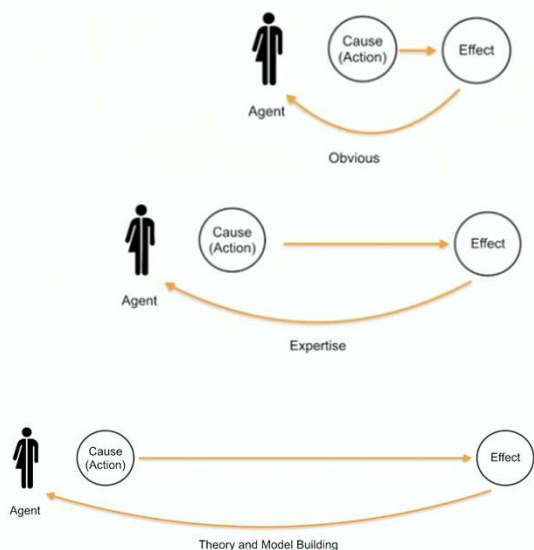 Cause
(Action)
Effect
Agent
Obvious
Cause
(Action)
Effect
Agent
Expertise
Cause
(Action)
Effect
Agent
Theory and Model Building